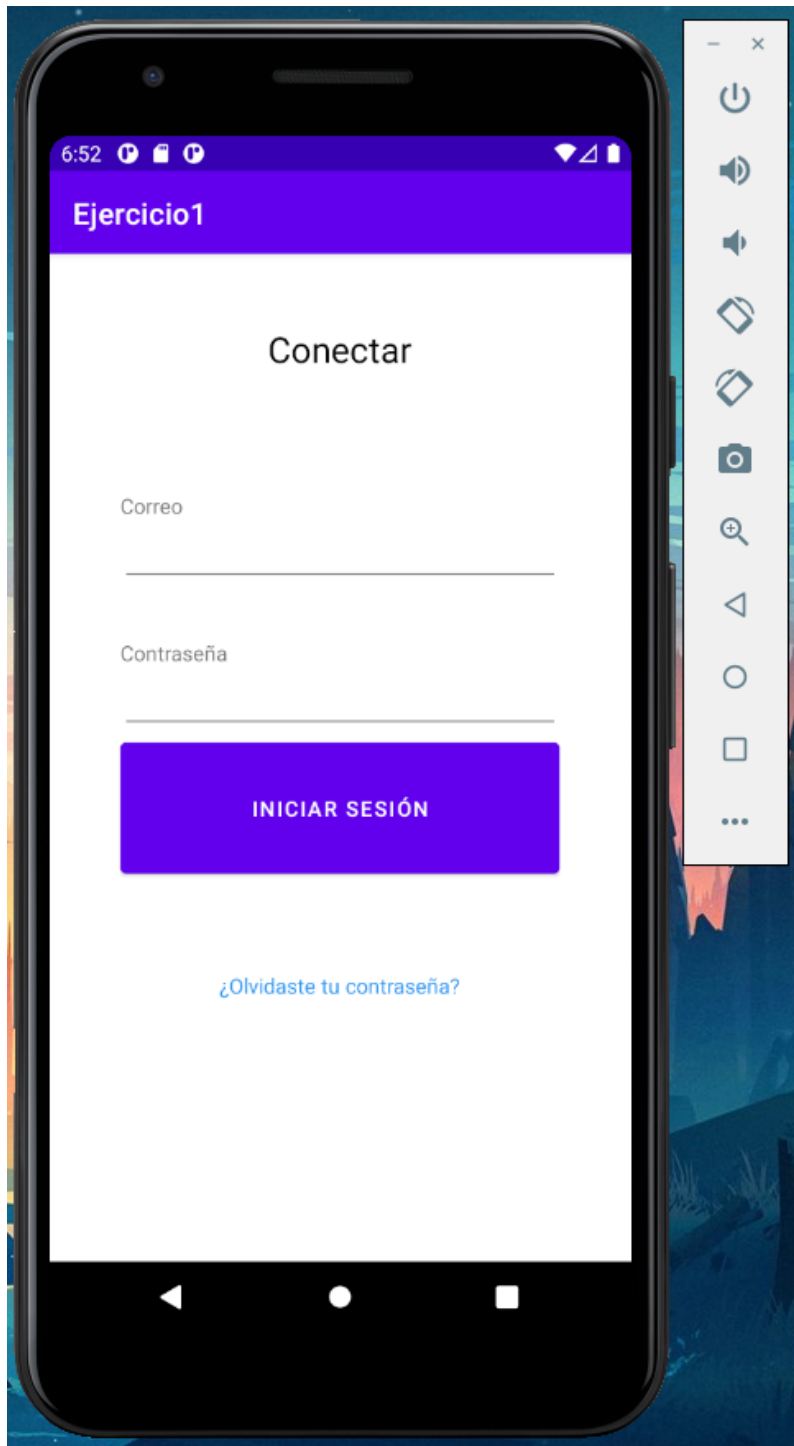 6:52
Ejercicio1
Conectar
Correo
Contraseña
INICIAR SESIÓN
¿Olvidaste tu contraseña?